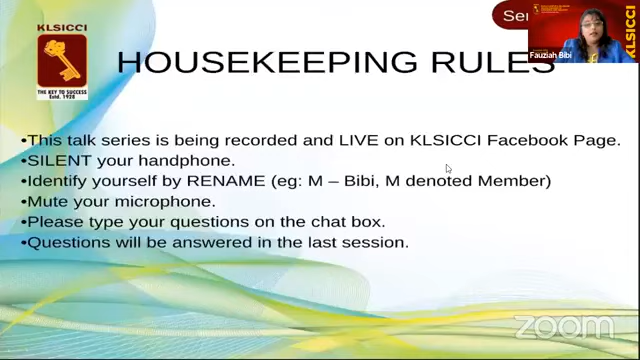 KLSICCI
THE KEY TO SUCCESS
Estd. 1928
HOUSEKEEPING RULES
Fauziah Bibi
KLSICCI
•This talk series is being recorded and LIVE on KLSICCI Facebook Page.
•SILENT your handphone.
•Identify yourself by RENAME (eg: M – Bibi, M denoted Member)
•Mute your microphone.
•Please type your questions on the chat box.
•Questions will be answered in the last session.
zoom